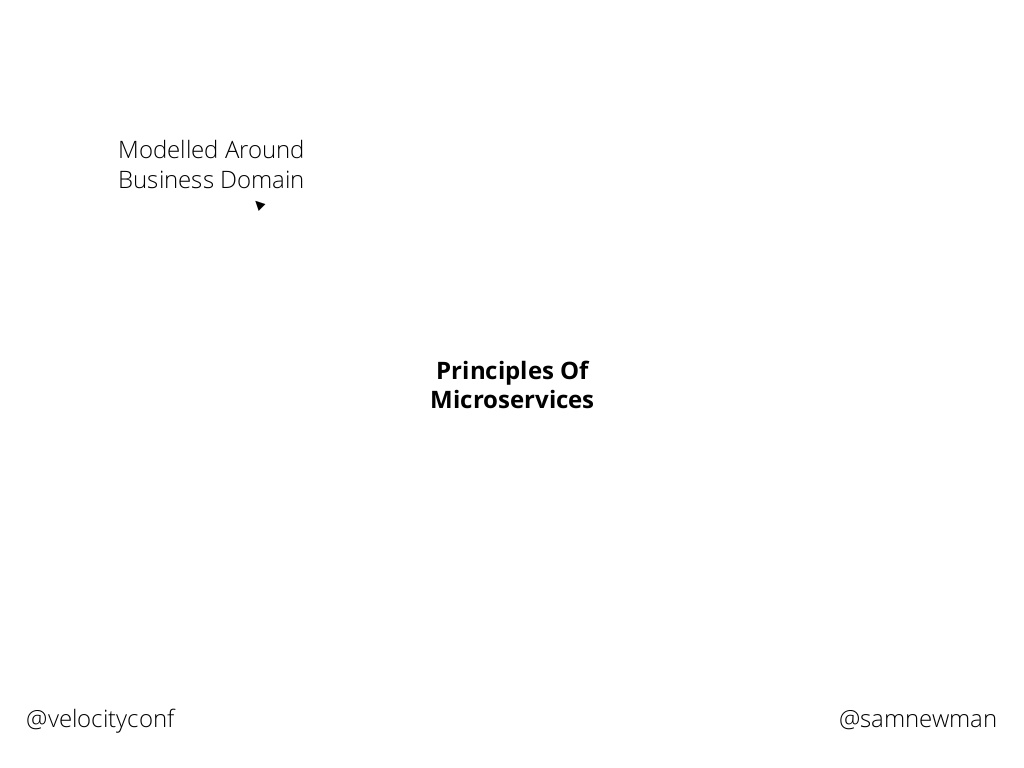 Modelled Around
Business Domain
Principles Of
Microservices
@velocityconf
@samnewman